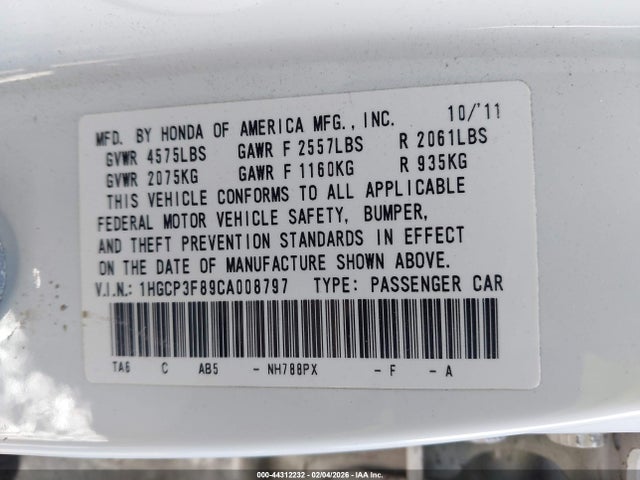 MFD. BY HONDA OF AMERICA MFG., INC. 10/'11
GVWR 4575LBS GAWR F 2557LBS R 2061LBS
GVWR 2075KG GAWR F 1160KG R 935KG
THIS VEHICLE CONFORMS TO ALL APPLICABLE
FEDERAL MOTOR VEHICLE SAFETY, BUMPER,
AND THEFT PREVENTION STANDARDS IN EFFECT
ON THE DATE OF MANUFACTURE SHOWN ABOVE.
V.I.N.: 1HGCP3F89CA008797 TYPE: PASSENGER CAR
TA6 C AB5 - NH788PX - F - A
000-44312232 - 02/04/2026 - IAA Inc.